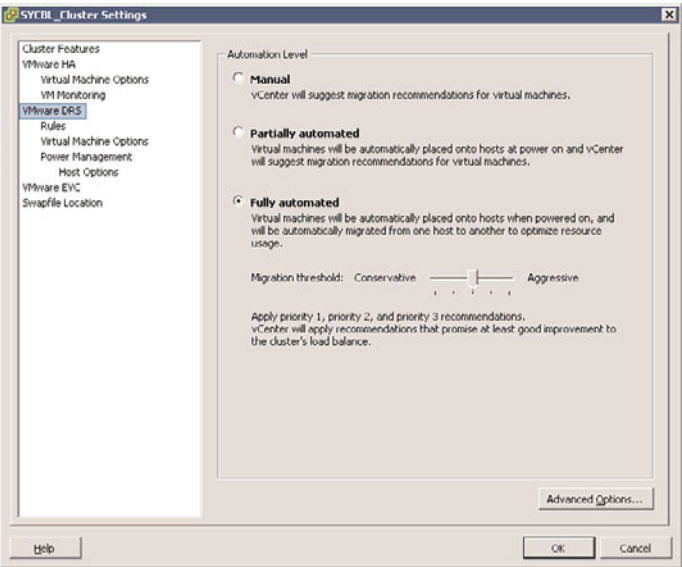 SYCBL_Cluster Settings
Cluster Features
VMware HA
Virtual Machine Options
VM Monitoring
VMware DRS
Rules
Virtual Machine Options
Power Management
Host Options
VMware EVC
Swapfile Location
Automation Level
Manual
vCenter will suggest migration recommendations for virtual machines.
Partially automated
Virtual machines will be automatically placed onto hosts at power on and vCenter
will suggest migration recommendations for virtual machines.
Fully automated
Virtual machines will be automatically placed onto hosts when powered on, and
will be automatically migrated from one host to another to optimize resource
usage.
Migration threshold: Conservative Aggressive
Apply priority 1, priority 2, and priority 3 recommendations.
vCenter will apply recommendations that promise at least good improvement to
the cluster's load balance.
Advanced Options...
Help OK Cancel